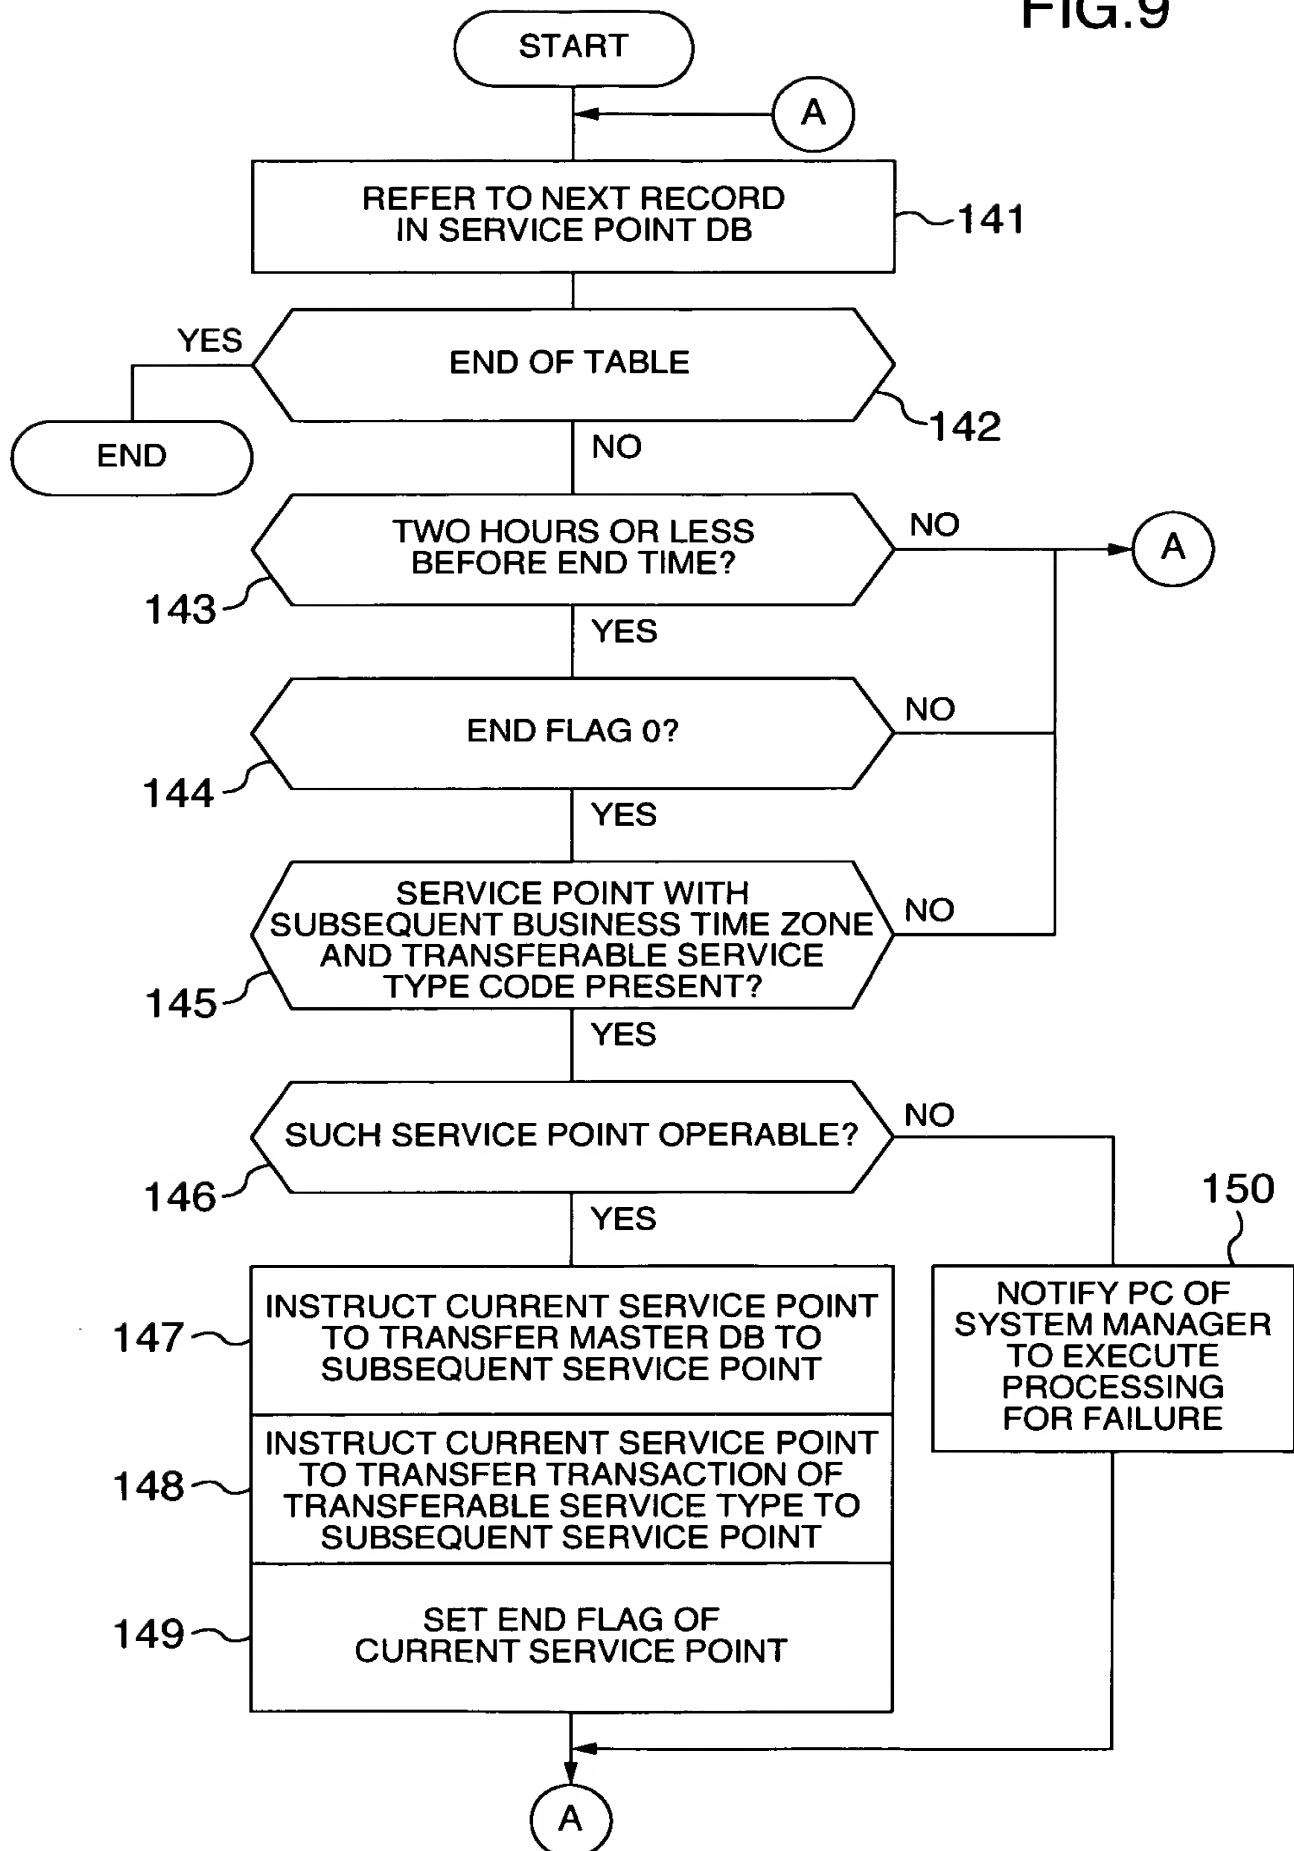 FIG.9
START
A
REFER TO NEXT RECORD
IN SERVICE POINT DB
141
YES
END OF TABLE
142
END
NO
TWO HOURS OR LESS
BEFORE END TIME?
NO
A
143
YES
END FLAG 0?
NO
144
YES
SERVICE POINT WITH
SUBSEQUENT BUSINESS TIME ZONE
AND TRANSFERABLE SERVICE
TYPE CODE PRESENT?
NO
145
YES
SUCH SERVICE POINT OPERABLE?
NO
146
YES
150
INSTRUCT CURRENT SERVICE POINT
TO TRANSFER MASTER DB TO
SUBSEQUENT SERVICE POINT
147
NOTIFY PC OF
SYSTEM MANAGER
TO EXECUTE
PROCESSING
FOR FAILURE
INSTRUCT CURRENT SERVICE POINT
TO TRANSFER TRANSACTION OF
TRANSFERABLE SERVICE TYPE TO
SUBSEQUENT SERVICE POINT
148
SET END FLAG OF
CURRENT SERVICE POINT
149
A